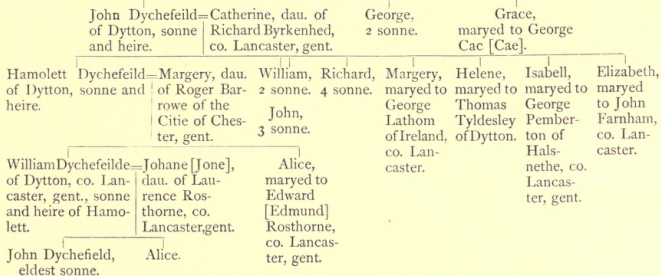 John Dychefeild=Catherine, dau. of
of Dytton, sonne Richard Byrkenhed,
and heire. co. Lancaster, gent.
George,
2 sonne.
Grace,
maryed to George
Cac [Cae].
Hamolett Dychefeild=Margery, dau.
of Dytton, sonne and of Roger Bar-
heire. rowe of the
Citie of Ches-
ter, gent.
William,
2 sonne.
John,
3 sonne.
Richard,
4 sonne.
Margery,
maryed to
George
Lathom
of Ireland,
co. Lan-
caster.
Helene,
maryed to
Thomas
Tyldesley
of Dytton.
Isabell,
maryed to
George
Pember-
ton of
Hals-
nethe, co.
Lancas-
ter, gent.
Elizabeth,
maryed
to John
Farnham,
co. Lan-
caster.
William Dychefeilde=Johane [Jone],
of Dytton, co. Lan- dau. of Lau-
caster, gent., sonne rence Ros-
and heire of Hamo- thorne, co.
lett. Lancaster, gent.
Alice,
maryed to
Edward
[Edmund]
Rosthorne,
co. Lancas-
ter, gent.
John Dychefield,
eldest sonne.
Alice.